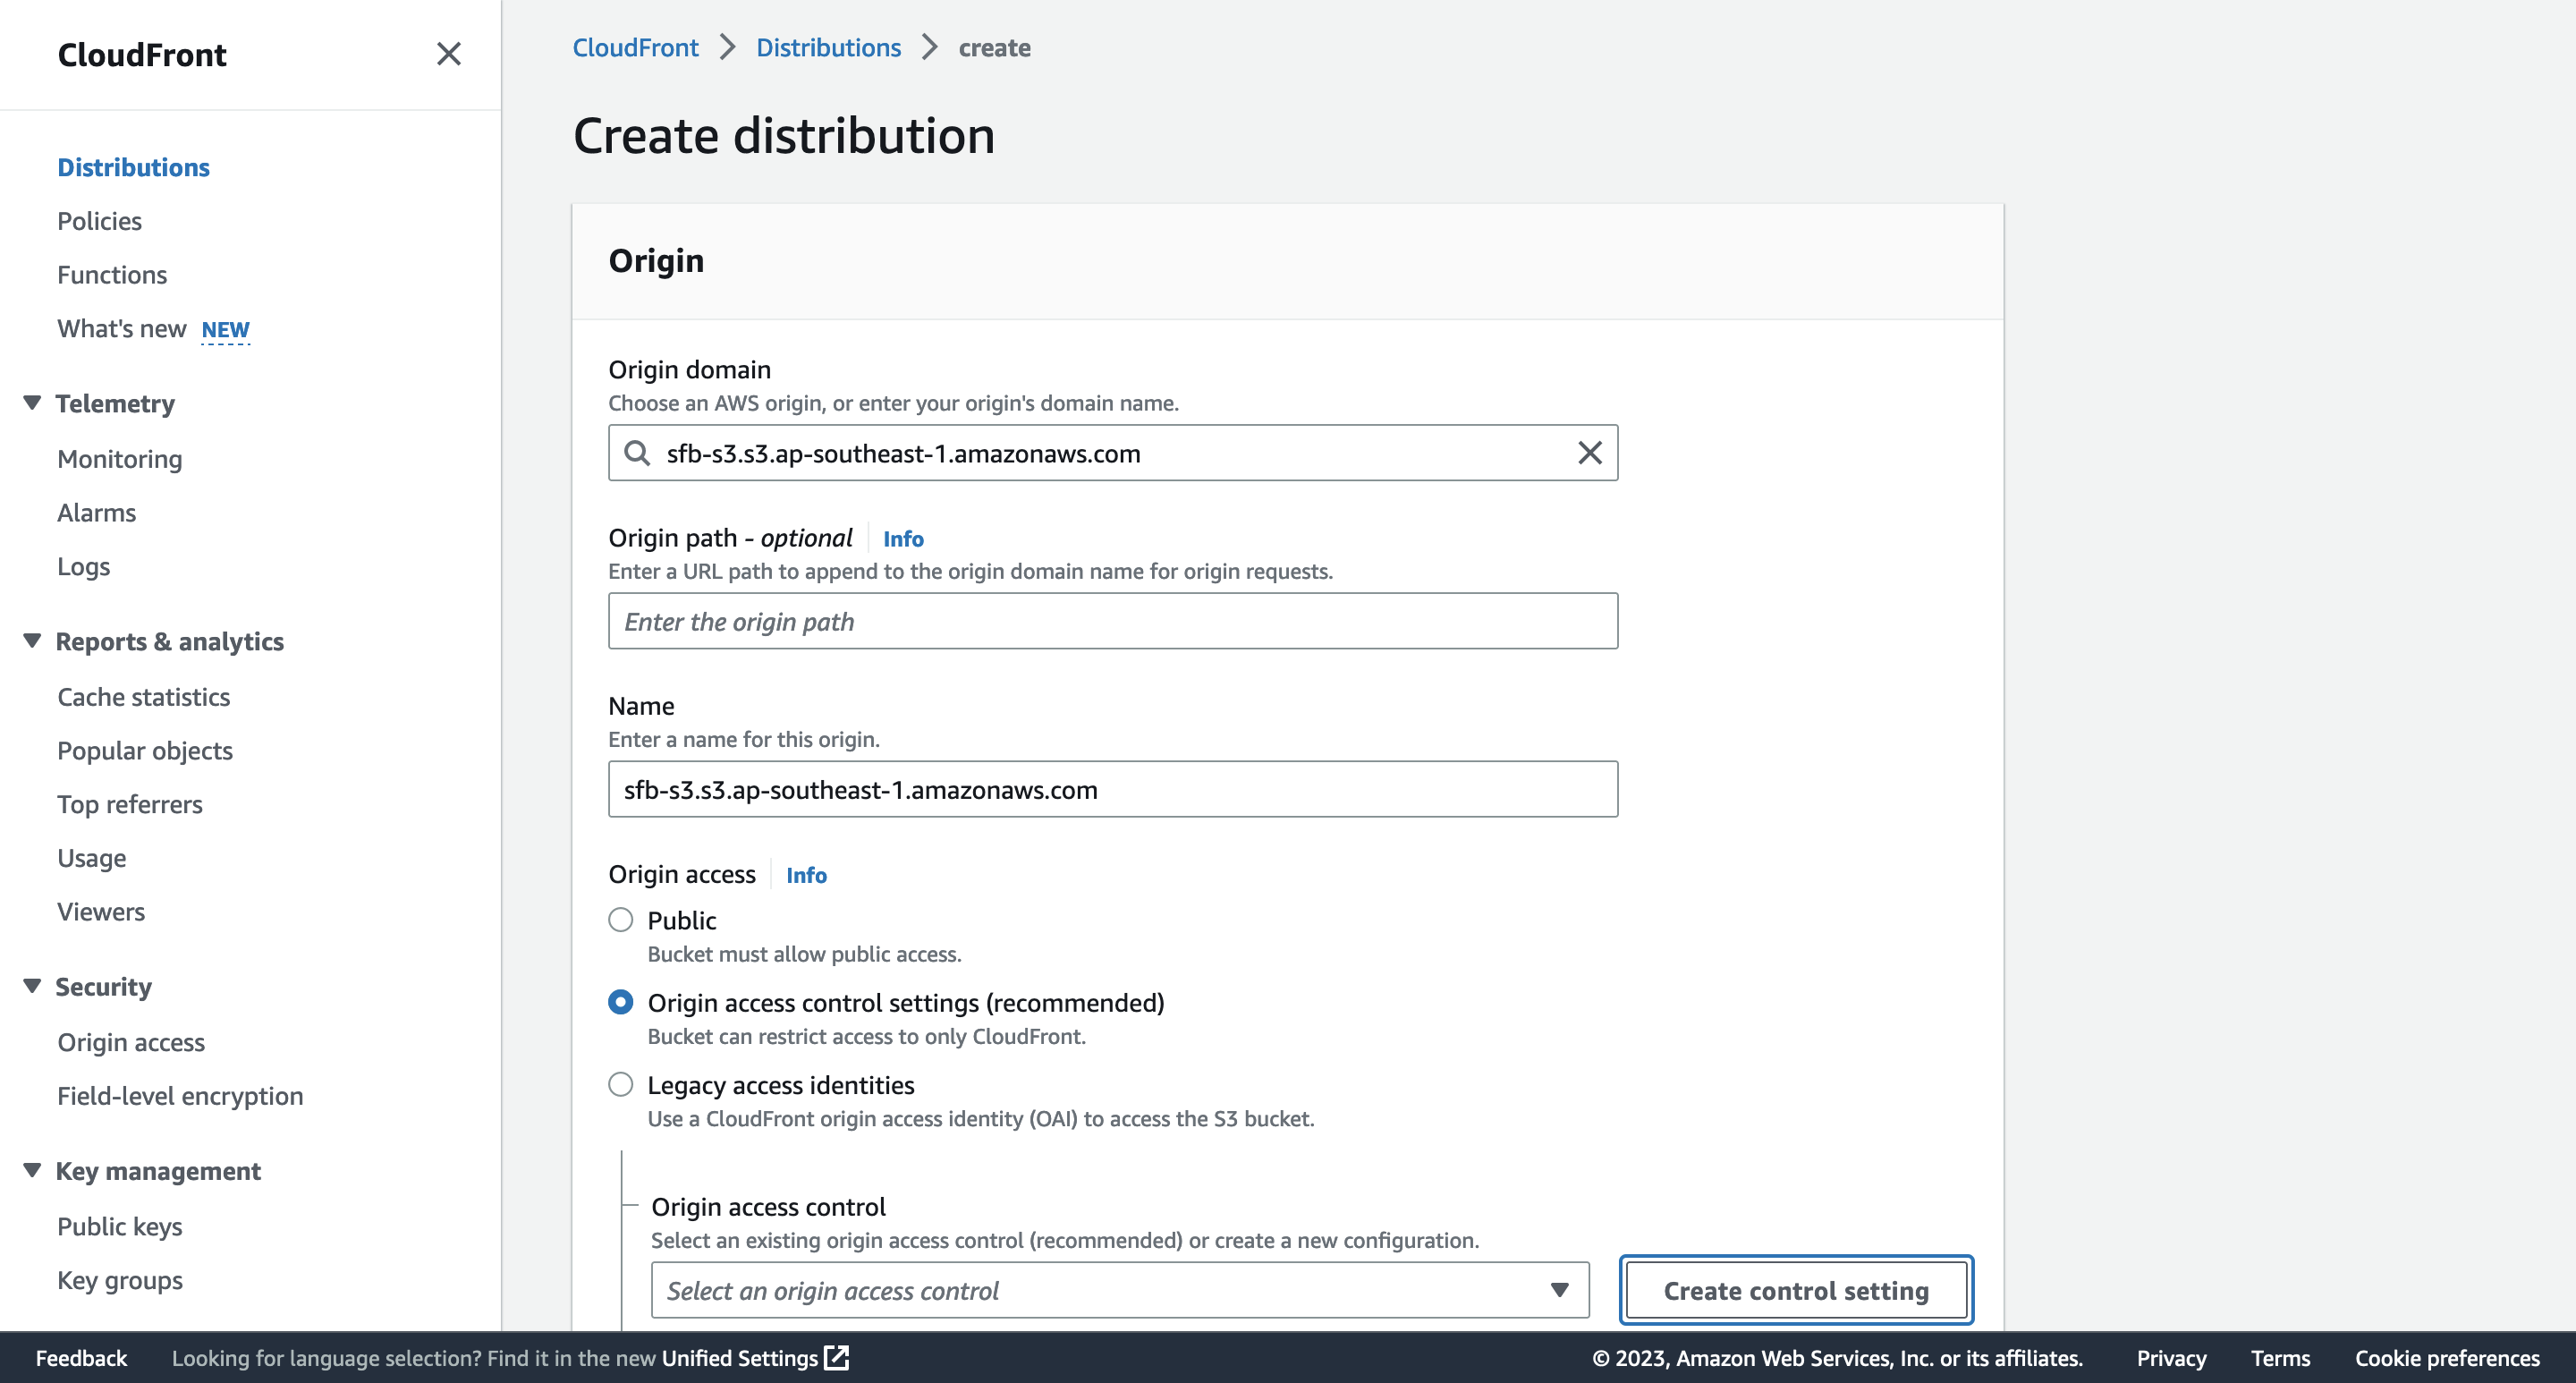 CloudFront
Distributions
Policies
Functions
What's new NEW
Telemetry
Monitoring
Alarms
Logs
Reports & analytics
Cache statistics
Popular objects
Top referrers
Usage
Viewers
Security
Origin access
Field-level encryption
Key management
Public keys
Key groups
CloudFront > Distributions > create
Create distribution
Origin
Origin domain
Choose an AWS origin, or enter your origin's domain name.
sfb-s3.s3.ap-southeast-1.amazonaws.com
Origin path - optional Info
Enter a URL path to append to the origin domain name for origin requests.
Enter the origin path
Name
Enter a name for this origin.
sfb-s3.s3.ap-southeast-1.amazonaws.com
Origin access Info
Public
Bucket must allow public access.
Origin access control settings (recommended)
Bucket can restrict access to only CloudFront.
Legacy access identities
Use a CloudFront origin access identity (OAI) to access the S3 bucket.
Origin access control
Select an existing origin access control (recommended) or create a new configuration.
Select an origin access control
Create control setting
Feedback Looking for language selection? Find it in the new Unified Settings © 2023, Amazon Web Services, Inc. or its affiliates. Privacy Terms Cookie preferences